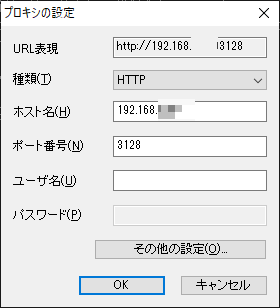 プロキシの設定
URL表現
http://192.168. 3128
種類(T)
HTTP
ホスト名(H)
192.168.
ポート番号(N)
3128
ユーザ名(U)
パスワード(P)
その他の設定(O)...
OK
キャンセル